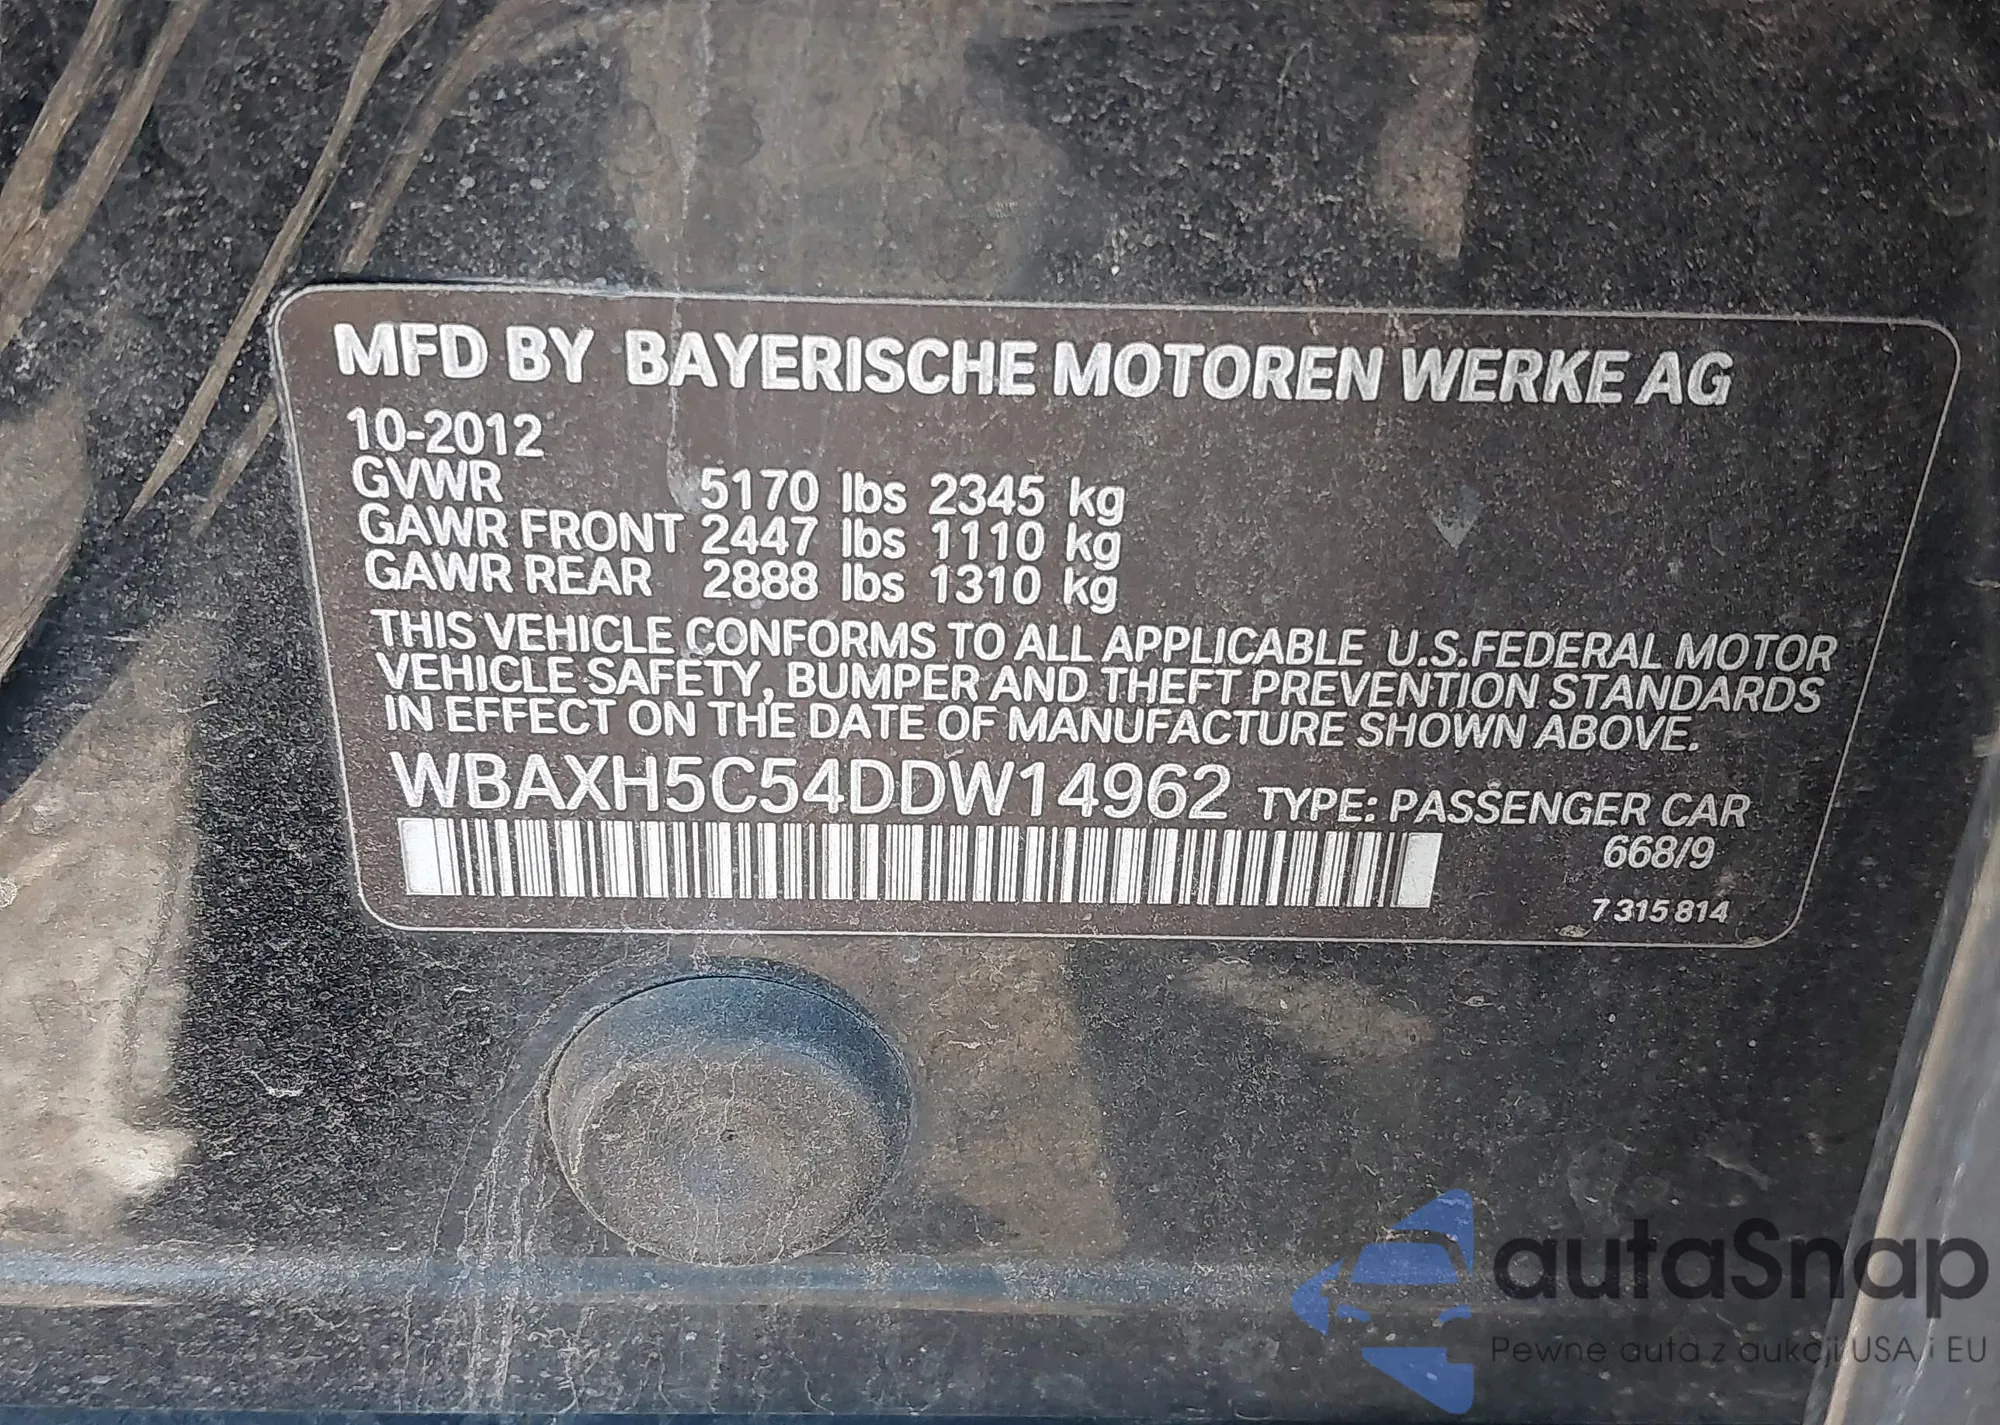 MFD BY BAYERISCHE MOTOREN WERKE AG
10-2012
GVWR 5170 lbs 2345 kg
GAWR FRONT 2447 lbs 1110 kg
GAWR REAR 2888 lbs 1310 kg
THIS VEHICLE CONFORMS TO ALL APPLICABLE U.S.FEDERAL MOTOR
VEHICLE SAFETY, BUMPER AND THEFT PREVENTION STANDARDS
IN EFFECT ON THE DATE OF MANUFACTURE SHOWN ABOVE.
WBAXH5C54DDW14962 TYPE: PASSENGER CAR
668/9
7 315 814
autaSnap
Pewne auta z aukcji USA i EU